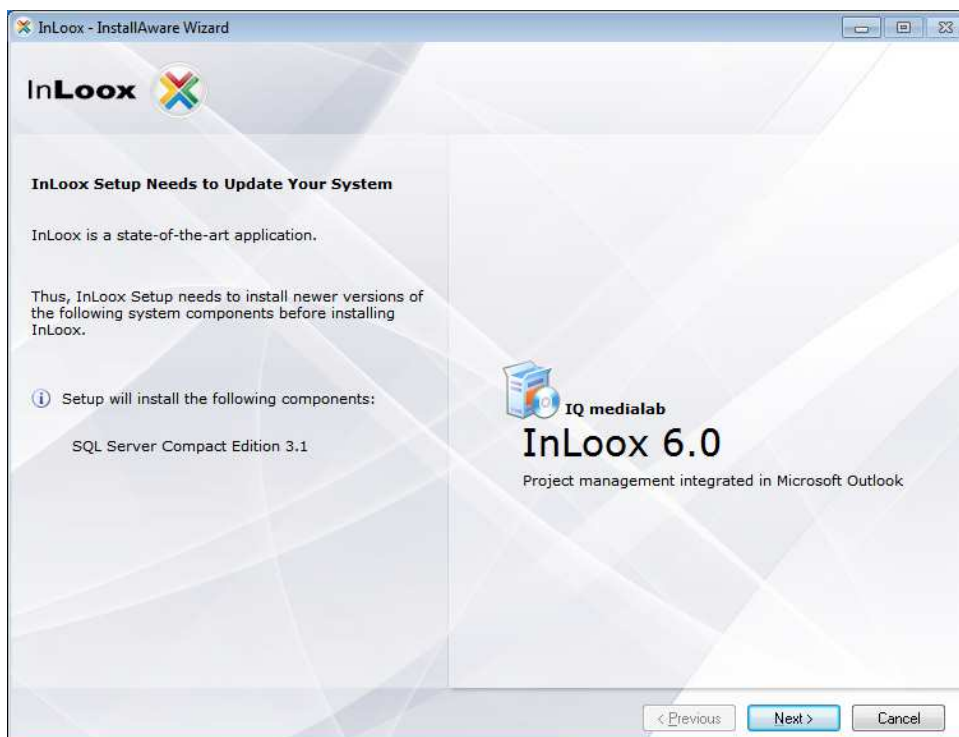 InLoox - InstallAware Wizard
InLoox
InLoox Setup Needs to Update Your System
InLoox is a state-of-the-art application.
Thus, InLoox Setup needs to install newer versions of
the following system components before installing
InLoox.
Setup will install the following components:
SQL Server Compact Edition 3.1
IQ medialab
InLoox 6.0
Project management integrated in Microsoft Outlook
< Previous
Next >
Cancel